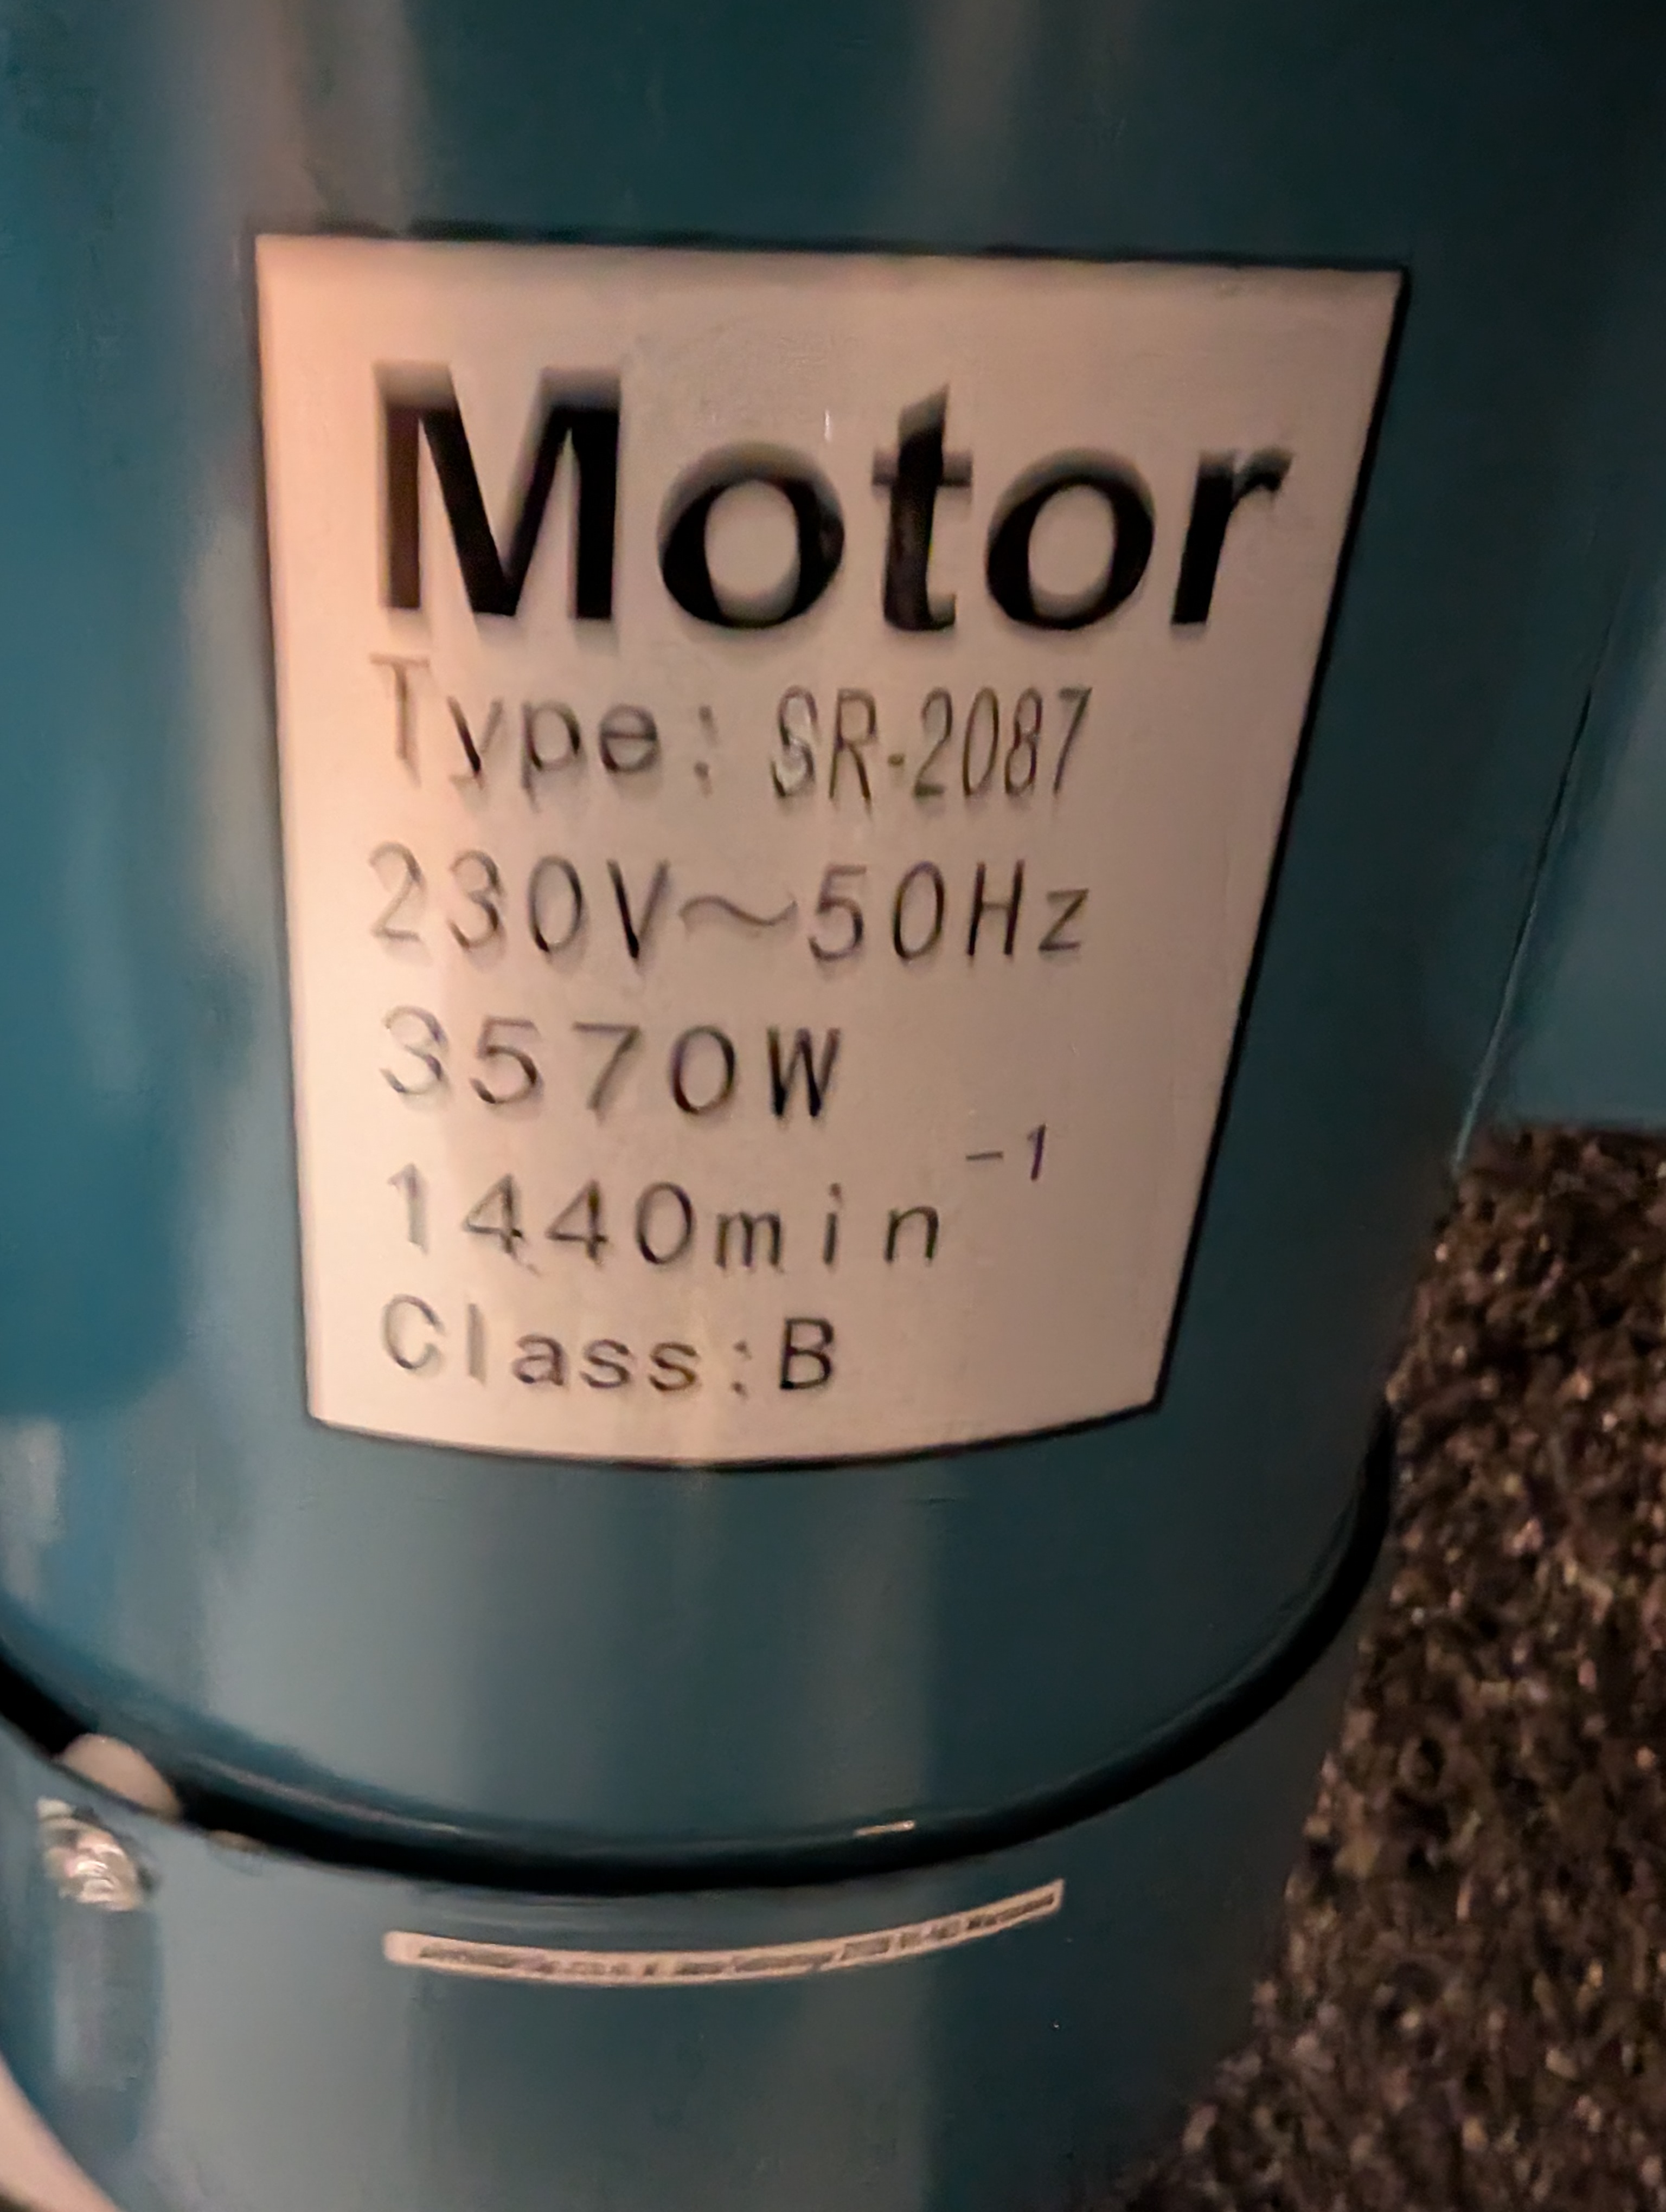 Motor
Type: SR-2087
230V~50Hz
3570W
1440min⁻¹
Class:B